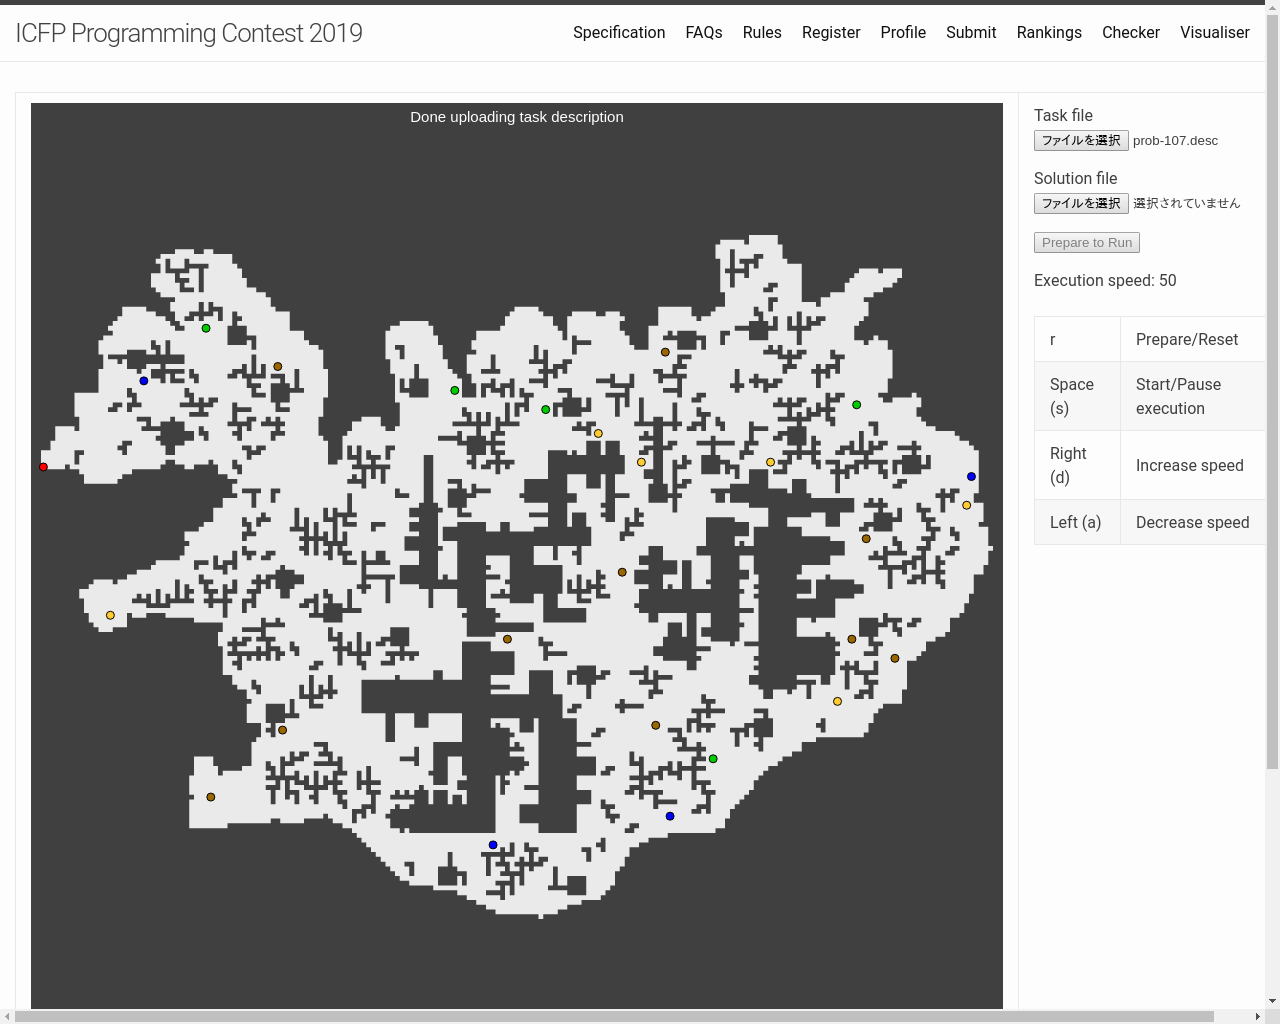 ICFP Programming Contest 2019
Specification FAQs Rules Register Profile Submit Rankings Checker Visualiser
Done uploading task description
Task file
ファイルを選択 prob-107.desc
Solution file
ファイルを選択 選択されていません
Prepare to Run
Execution speed: 50
r Prepare/Reset
Space (s) Start/Pause execution
Right (d) Increase speed
Left (a) Decrease speed